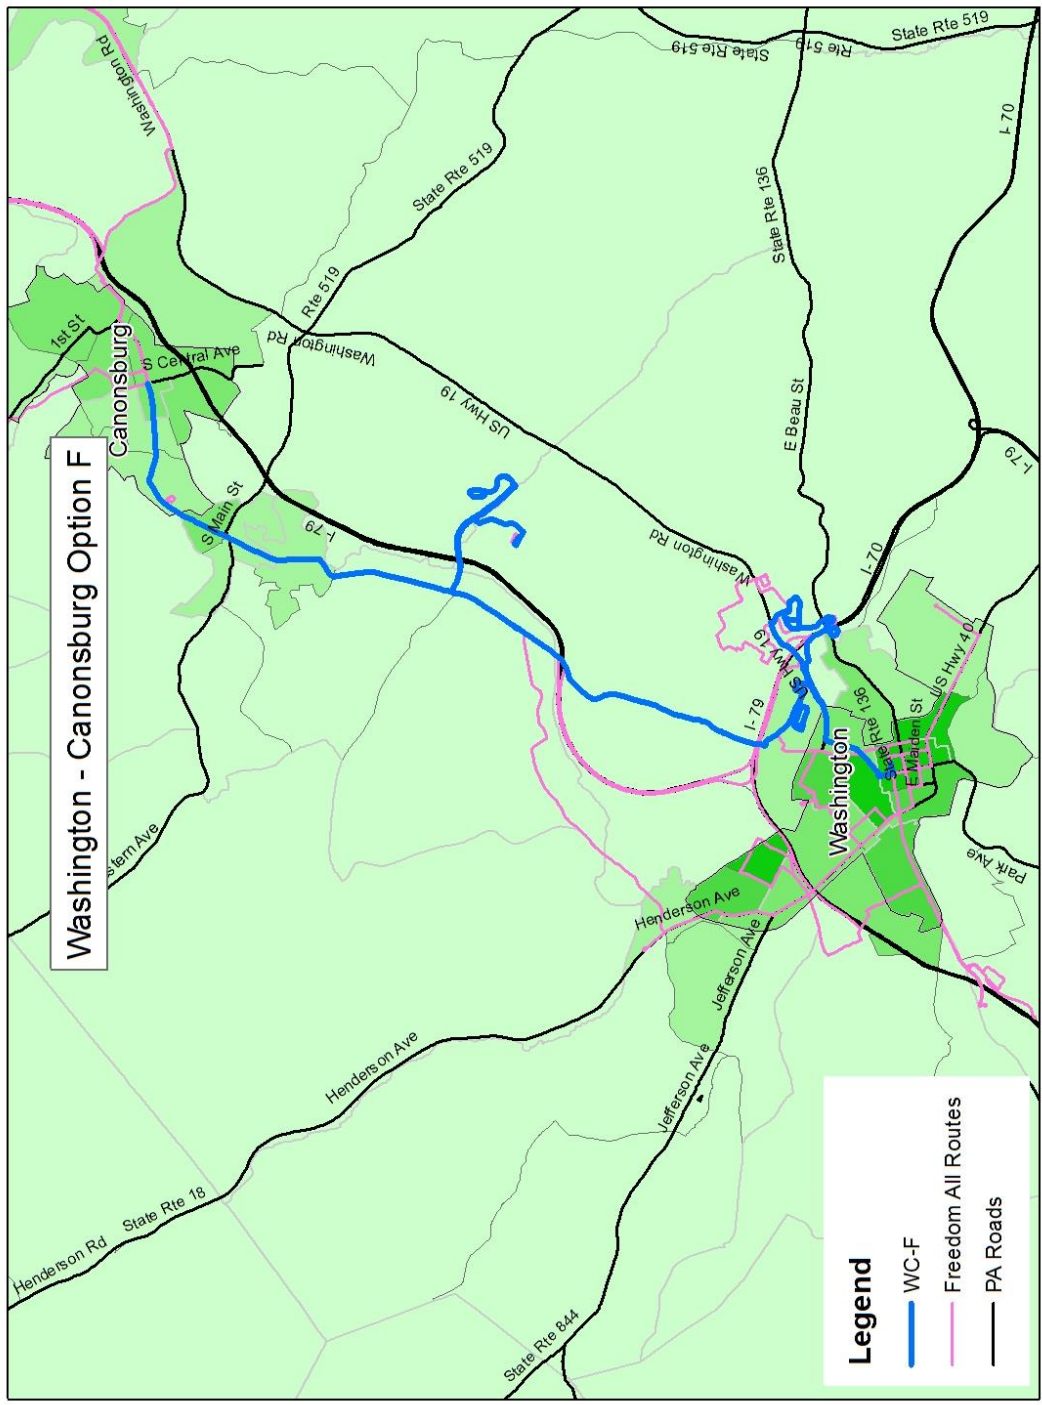 Washington - Canonsburg Option F
Washington Rd
State Rte 519
State Rte 519
Rte 519
I-70
State Rte 519
State Rte 136
1st St
Canonsburg
S Central Ave
Rte 519
Washington Rd
US Hwy 19
E Beau St
I-79
S Main St
I-79
Washington Rd
I-70
US Hwy 19
I-79
US Hwy 40
State Rte 136
State
E Maiden St
Washington
Park Ave
stern Ave
Henderson Ave
Jefferson Ave
Henderson Ave
Jefferson Ave
State Rte 18
Henderson Rd
State Rte 844
Legend
WC-F
Freedom All Routes
PA Roads